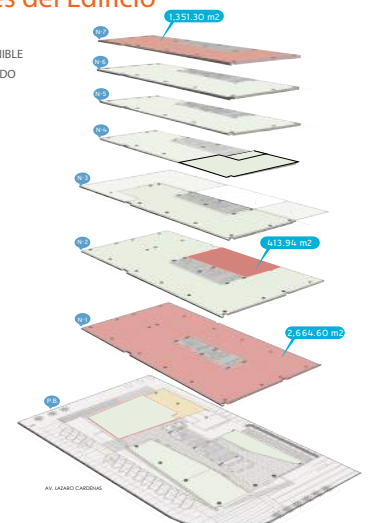 es del Edificio
1,351.30 m2
N-7
NIBLE
N-6
DO
N-5
N-4
N-3
N-2
413.94 m2
N-1
2,664.60 m2
P.B.
AV. LAZARO CARDENAS